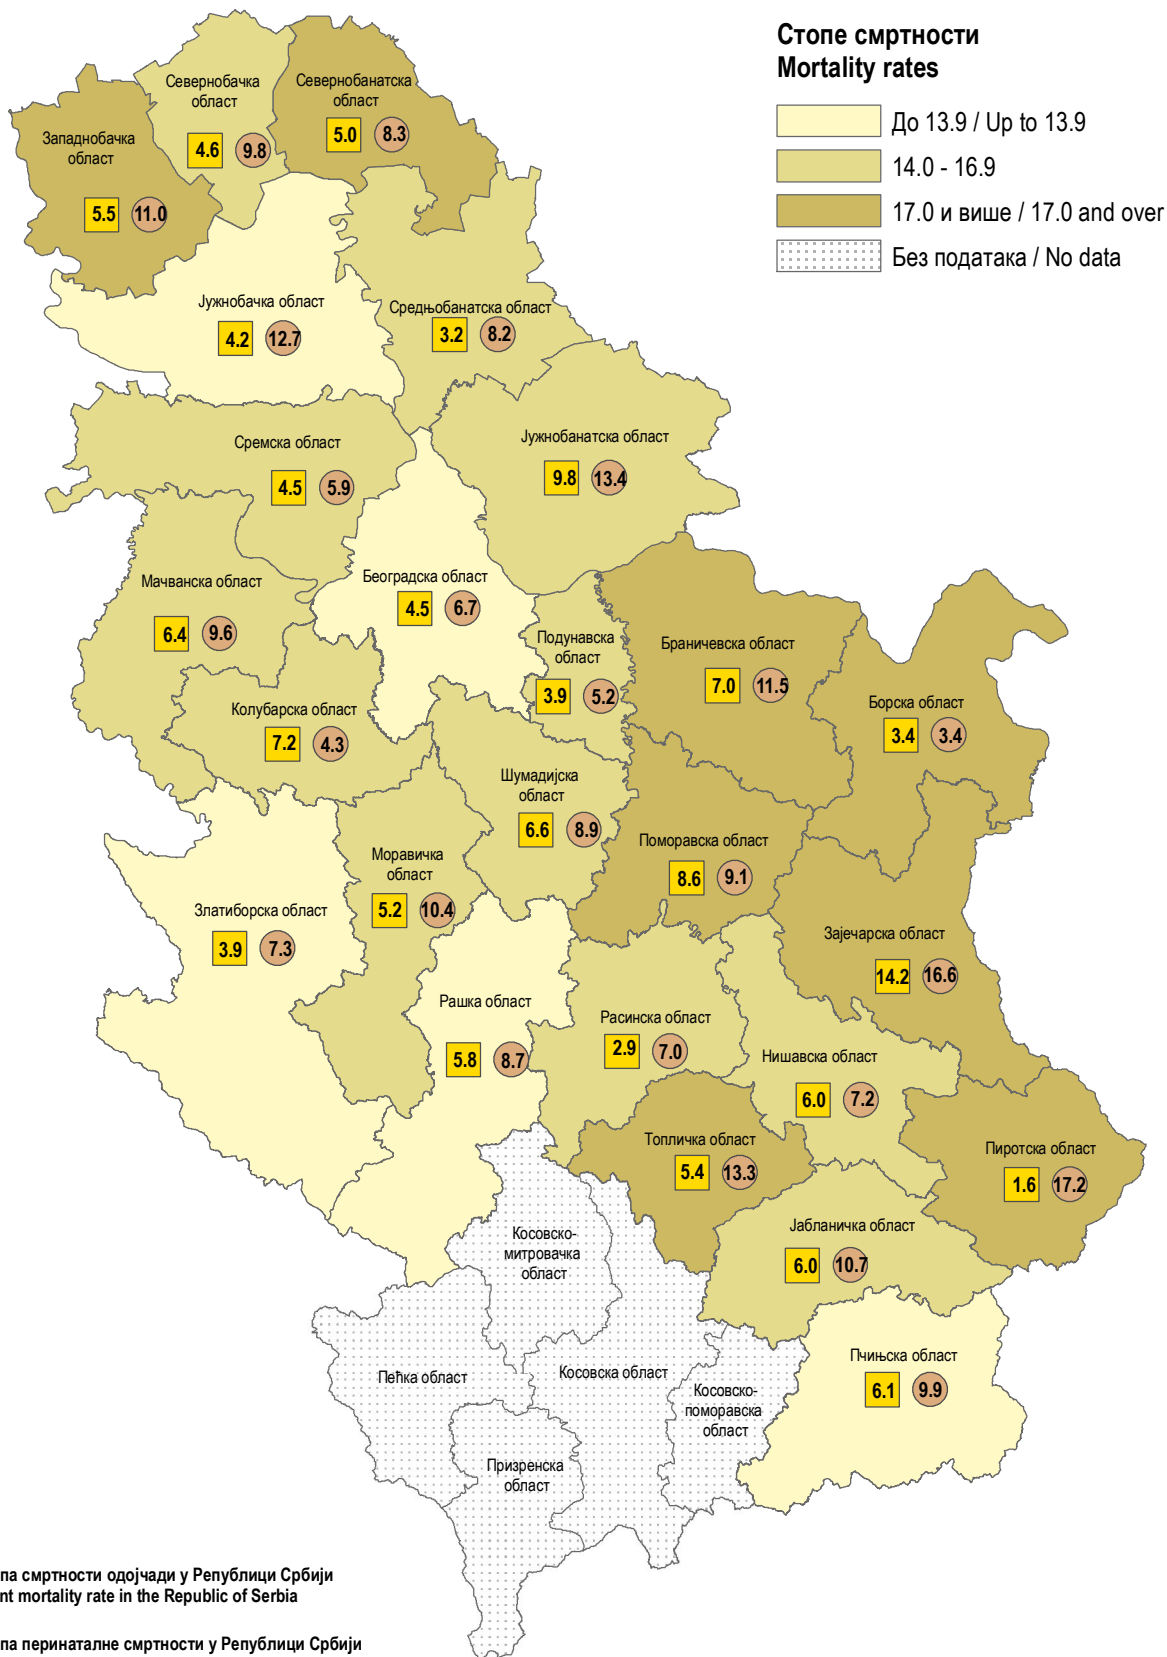 Стопе смртности
Mortality rates
До 13.9 / Up to 13.9
14.0 - 16.9
17.0 и више / 17.0 and over
Без података / No data
Севернобачка
област
4.6 9.8
Севернобанатска
област
5.0 8.3
Западнобачка
област
5.5 11.0
Јужнобачка област
4.2 12.7
Средњобанатска област
3.2 8.2
Сремска област
4.5 5.9
Јужнобанатска област
9.8 13.4
Београдска област
4.5 6.7
Мачванска област
6.4 9.6
Подунавска
област
3.9 5.2
Браничевска област
7.0 11.5
Борска област
3.4 3.4
Колубарска област
7.2 4.3
Шумадијска
област
6.6 8.9
Поморавска област
8.6 9.1
Моравичка
област
5.2 10.4
Златиборска област
3.9 7.3
Зајечарска област
14.2 16.6
Рашка област
5.8 8.7
Расинска област
2.9 7.0
Нишавска област
6.0 7.2
Топличка област
5.4 13.3
Пиротска област
1.6 17.2
Јабланичка област
6.0 10.7
Косовско-
митровачка
област
Пећка област
Косовска област
Косовско-
поморавска
област
Призренска
област
Пчињска област
6.1 9.9
па смртности одојчади у Републици Србији
nt mortality rate in the Republic of Serbia
па перинаталне смртности у Републици Србији